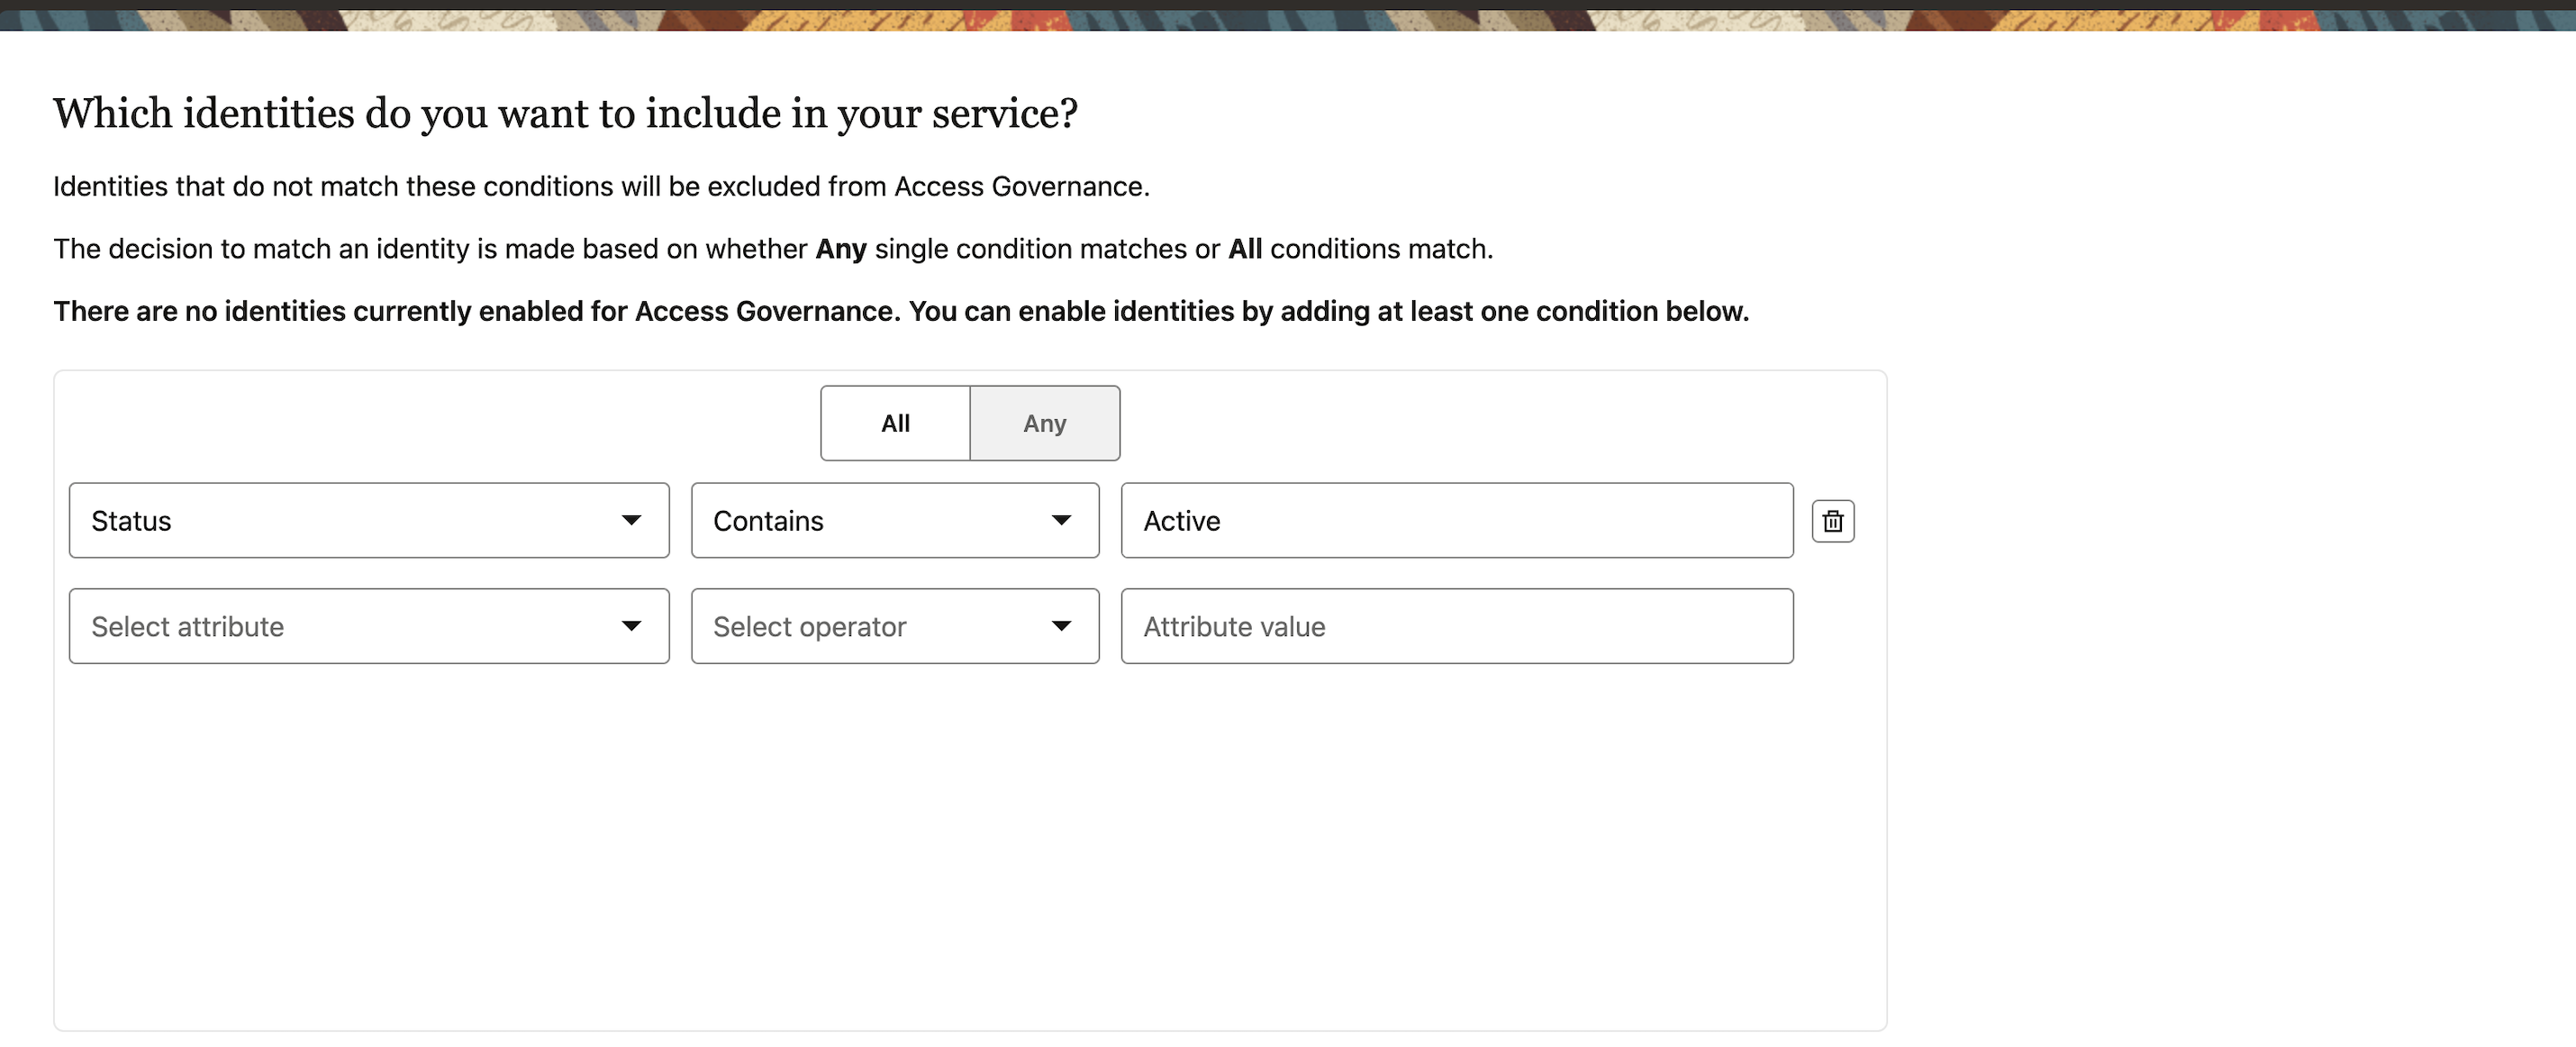 Which identities do you want to include in your service?
Identities that do not match these conditions will be excluded from Access Governance.
The decision to match an identity is made based on whether Any single condition matches or All conditions match.
There are no identities currently enabled for Access Governance. You can enable identities by adding at least one condition below.
All Any
Status Contains Active
Select attribute Select operator Attribute value